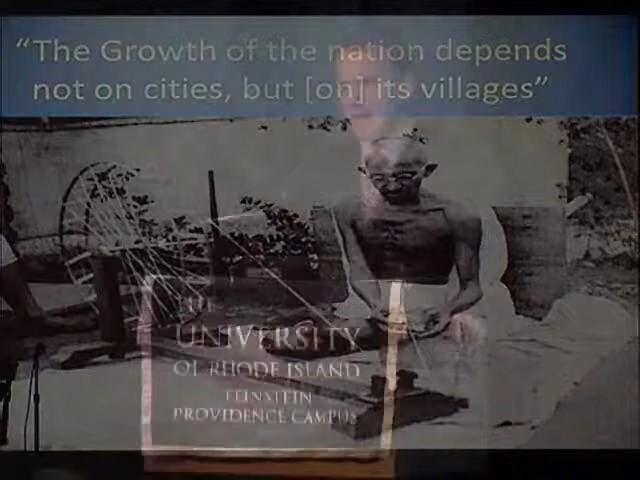 "The Growth of the nation depends
not on cities, but [on] its villages"
THE
UNIVERSITY
OF RHODE ISLAND
FEINSTEIN
PROVIDENCE CAMPUS